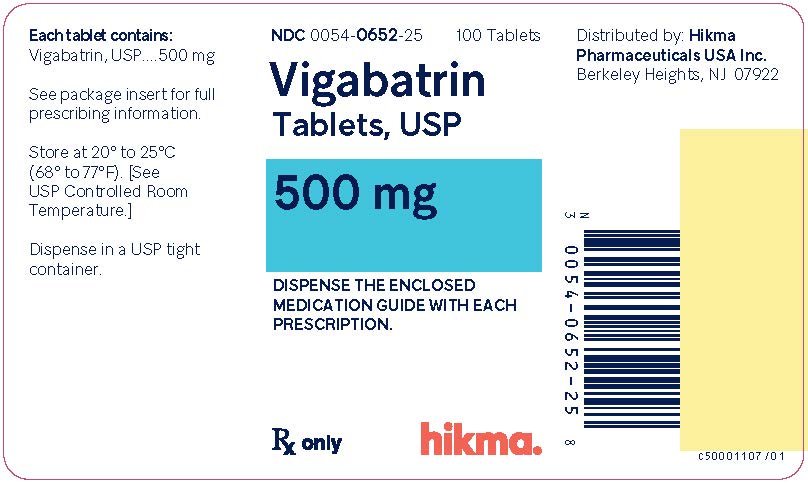 Each tablet contains:
Vigabatrin, USP....500 mg
See package insert for full
prescribing information.
Store at 20° to 25°C
(68° to 77°F). [See
USP Controlled Room
Temperature.]
Dispense in a USP tight
container.
NDC 0054-0652-25 100 Tablets
Vigabatrin
Tablets, USP
500 mg
DISPENSE THE ENCLOSED
MEDICATION GUIDE WITH EACH
PRESCRIPTION.
Rx only
hikma.
Distributed by: Hikma
Pharmaceuticals USA Inc.
Berkeley Heights, NJ 07922
N
3 0054-0652-25 8
c50001107/01